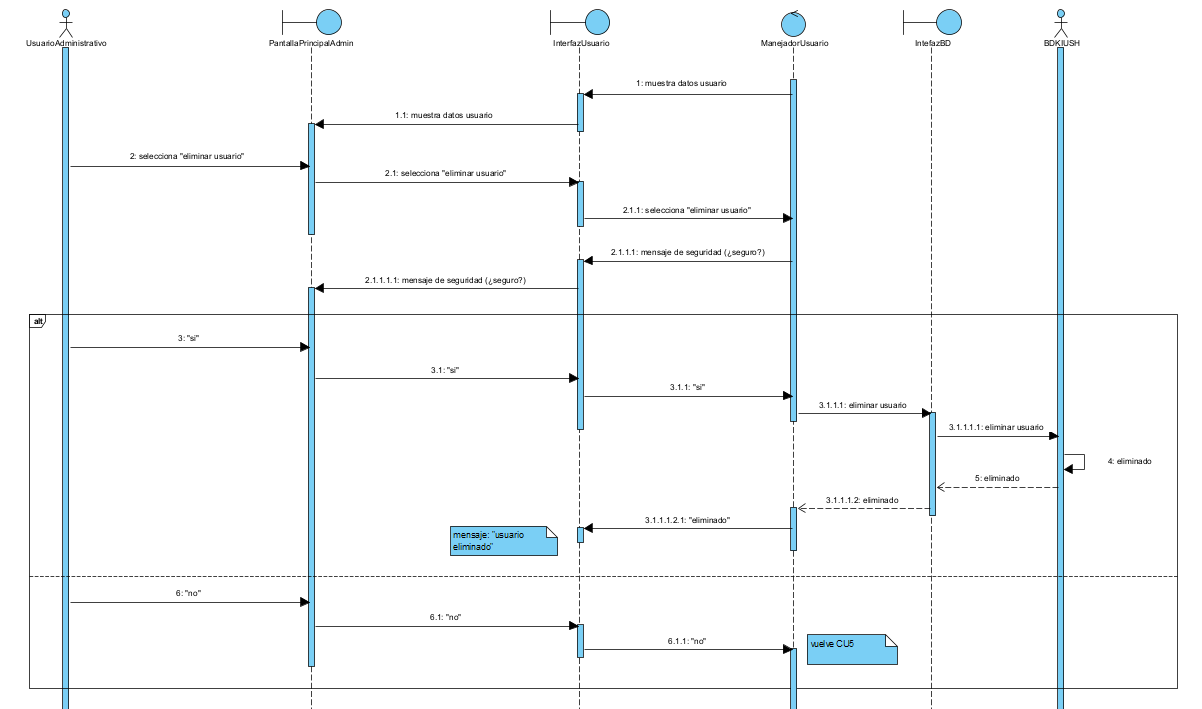 UsuarioAdministrativo
PantallaPrincipalAdmin
InterfazUsuario
ManejadorUsuario
IntefazBD
BDKIUSH
1: muestra datos usuario
1.1: muestra datos usuario
2: selecciona "eliminar usuario"
2.1: selecciona "eliminar usuario"
2.1.1: selecciona "eliminar usuario"
2.1.1.1: mensaje de seguridad (¿seguro?)
2.1.1.1.1: mensaje de seguridad (¿seguro?)
alt
3: "si"
3.1: "si"
3.1.1: "si"
3.1.1.1: eliminar usuario
3.1.1.1.1: eliminar usuario
4: eliminado
5: eliminado
3.1.1.1.2: eliminado
3.1.1.1.2.1: "eliminado"
mensaje: "usuario
eliminado"
6: "no"
6.1: "no"
6.1.1: "no"
vuelve CU5